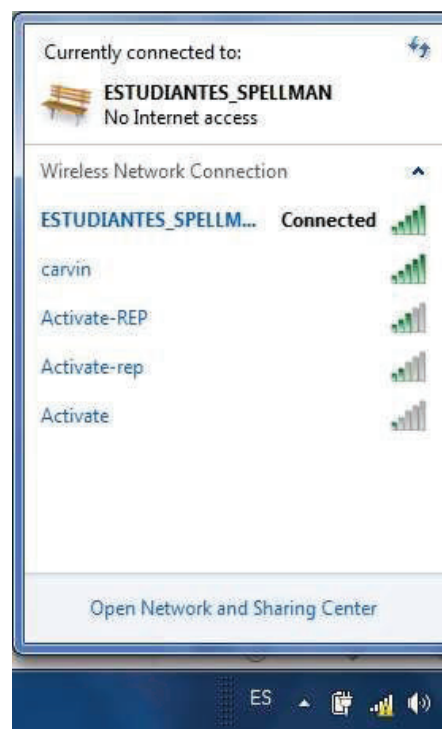 Currently connected to:
ESTUDIANTES_SPELLMAN
No Internet access
Wireless Network Connection
ESTUDIANTES_SPELLM... Connected
carvin
Activate-REP
Activate-rep
Activate
Open Network and Sharing Center
ES